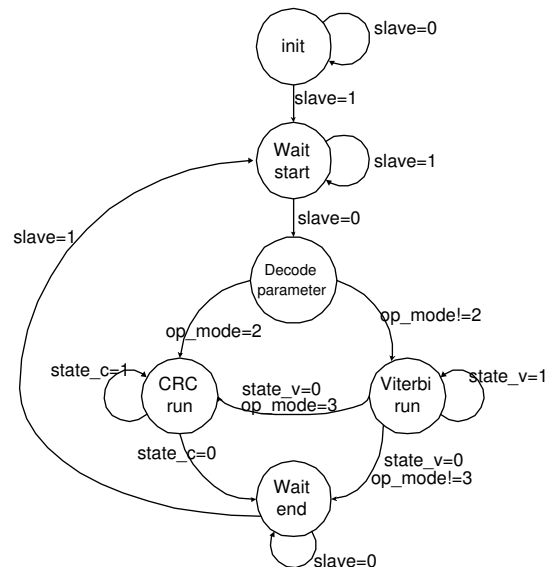 slave=0
init
slave=1
Wait
start
slave=1
slave=0
slave=1
Decode
parameter
op_mode=2
op_mode!=2
state_c=1
CRC
run
state_v=0
op_mode=3
Viterbi
run
state_v=1
state_c=0
state_v=0
op_mode!=3
Wait
end
slave=0